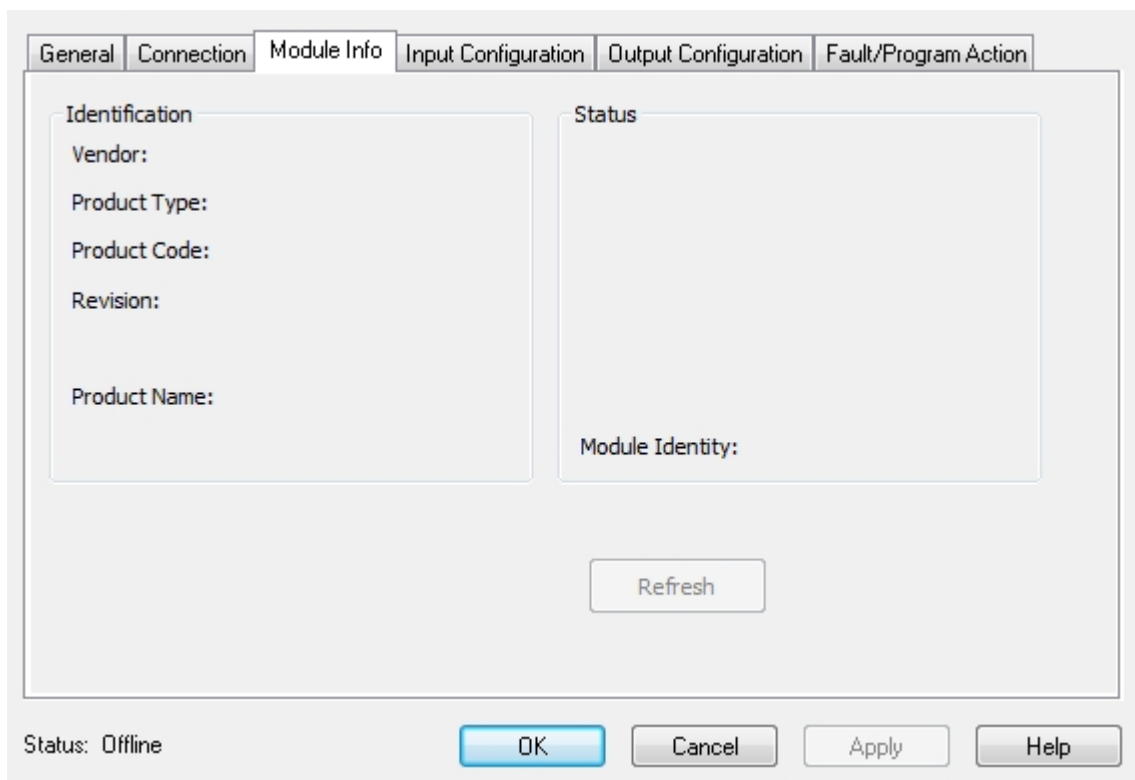 General Connection Module Info Input Configuration Output Configuration Fault/Program Action
Identification
Vendor:
Product Type:
Product Code:
Revision:
Product Name:
Status
Module Identity:
Refresh
Status: Offline OK Cancel Apply Help